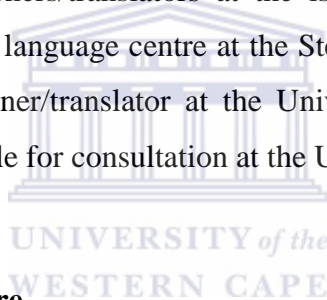 language centre at the Ste
ner/translator at the Univ
le for consultation at the U
UNIVERSITY of the
WESTERN CAPE